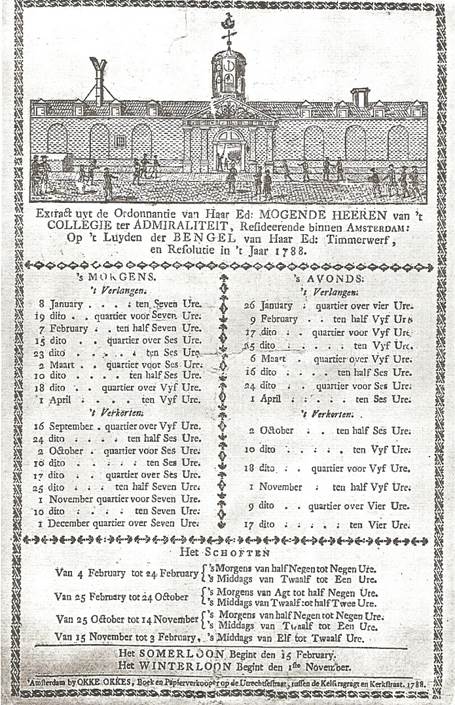 Extract uyt de Ordonnantie van Haar Ed: MOGENDE HEEREN van 't
COLLEGIE ter ADMIRALITEIT, Resideerende binnen AMSTERDAM:
Op 't Luyden der BENGEL van Haar Ed: Timmerwerf,
en Resolutie in 't Jaar 1788.
's MORGENS.
't Verlangen.
8 January . . . . ten Seven Ure.
19 dito . . quartier voor Seven Ure.
7 February . . ten half Seven Ure.
15 dito . . quartier over Ses Ure.
23 dito . . . . ten Ses Ure.
2 Maart . . quartier voor Ses Ure.
10 dito . . . ten half Ses Ure.
18 dito . . quartier over Vyf Ure.
1 April . . . . ten Vyf Ure.
't Verkorten.
16 September . quartier over Vyf Ure.
24 dito . . . . ten half Ses Ure.
2 October . quartier voor Ses Ure.
10 dito . . . . ten Ses Ure.
17 dito . . quartier over Ses Ure.
25 dito . . . ten half Seven Ure.
1 November quartier voor Seven Ure.
10 dito . . . . ten Seven Ure.
1 December quartier over Seven Ure.
's AVONDS.
't Verlangen.
26 January . quartier over vier Ure.
9 February . ten half Vyf Ure
17 dito . . quartier voor Vyf Ure.
25 dito . . . . ten Vyf Ure.
6 Maart . quartier over Vyf Ure.
16 dito . . . ten half Ses Ure.
24 dito . . quartier voor Ses Ure.
1 April . . . . ten Ses Ure.
't Verkorten.
2 October . . ten half Ses Ure.
10 dito . . . . ten Vyf Ure.
18 dito . . quartier voor Vyf Ure.
1 November . ten half Vyf Ure.
9 dito . . quartier over Vier Ure.
17 dito . . . . ten Vier Ure.
Het SCHOFTEN
Van 4 February tot 24 February { 's Morgens van half Negen tot Negen Ure.
's Middags van Twaalf tot Een Ure.
Van 25 February tot 24 October { 's Morgens van Agt tot half Negen Ure.
's Middags van Twaalf tot half Twee Ure.
Van 25 October tot 14 November { 's Morgens van half Negen tot Negen Ure.
's Middags van Twaalf tot Een Ure.
Van 15 November tot 3 February, 's Middags van Elf tot Twaalf Ure.
Het SOMERLOON Begint den 15 February.
Het WINTERLOON Begint den 1ste November.
't Amsterdam by OKKE OKKES, Boek en Papierverkooper op de Utrechtsestraat, tussen de Keisersgragt en Kerkstraat. 1788.